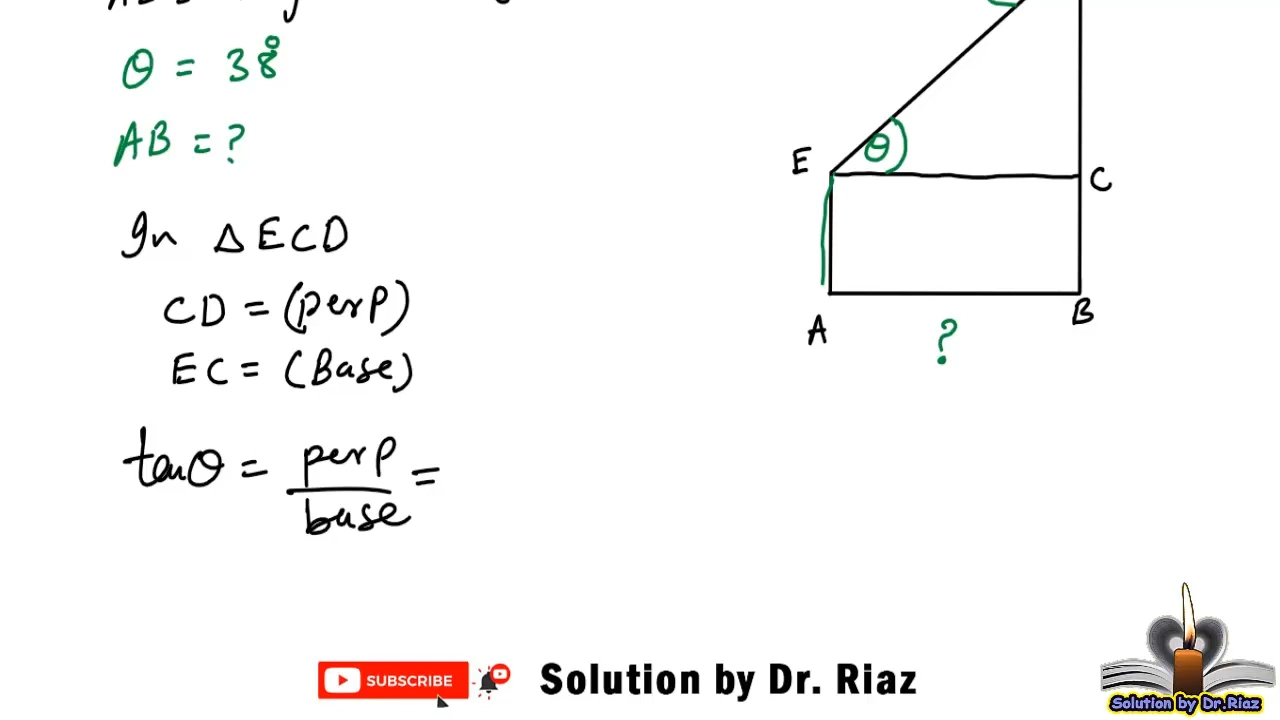 θ = 38°
AB = ?
In △ECD
CD = (perp)
EC = (Base)
tanθ = perp/base =
E
θ
C
A
B
?
SUBSCRIBE
Solution by Dr. Riaz
Solution by Dr.Riaz